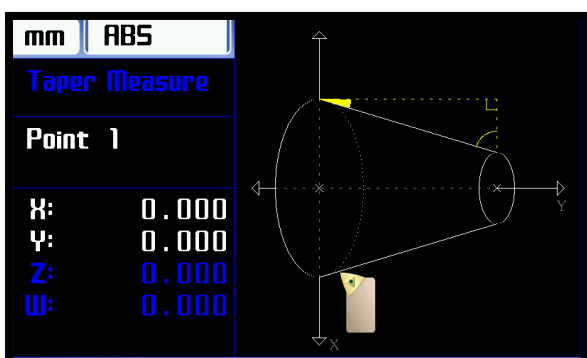 mm ABS
Taper Measure
Point 1
X: 0.000
Y: 0.000
Z: 0.000
W: 0.000
Y
X